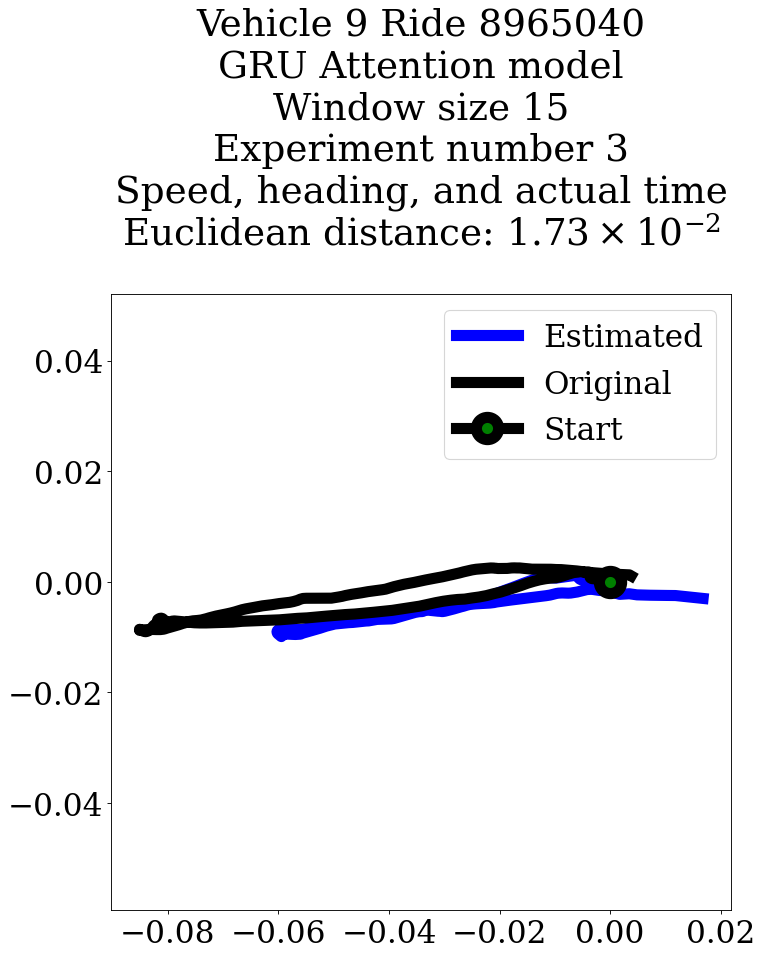 Vehicle 9 Ride 8965040
GRU Attention model
Window size 15
Experiment number 3
Speed, heading, and actual time
Euclidean distance: 1.73 × 10⁻²
Estimated
Original
Start
0.04
0.02
0.00
−0.02
−0.04
−0.08 −0.06 −0.04 −0.02 0.00 0.02